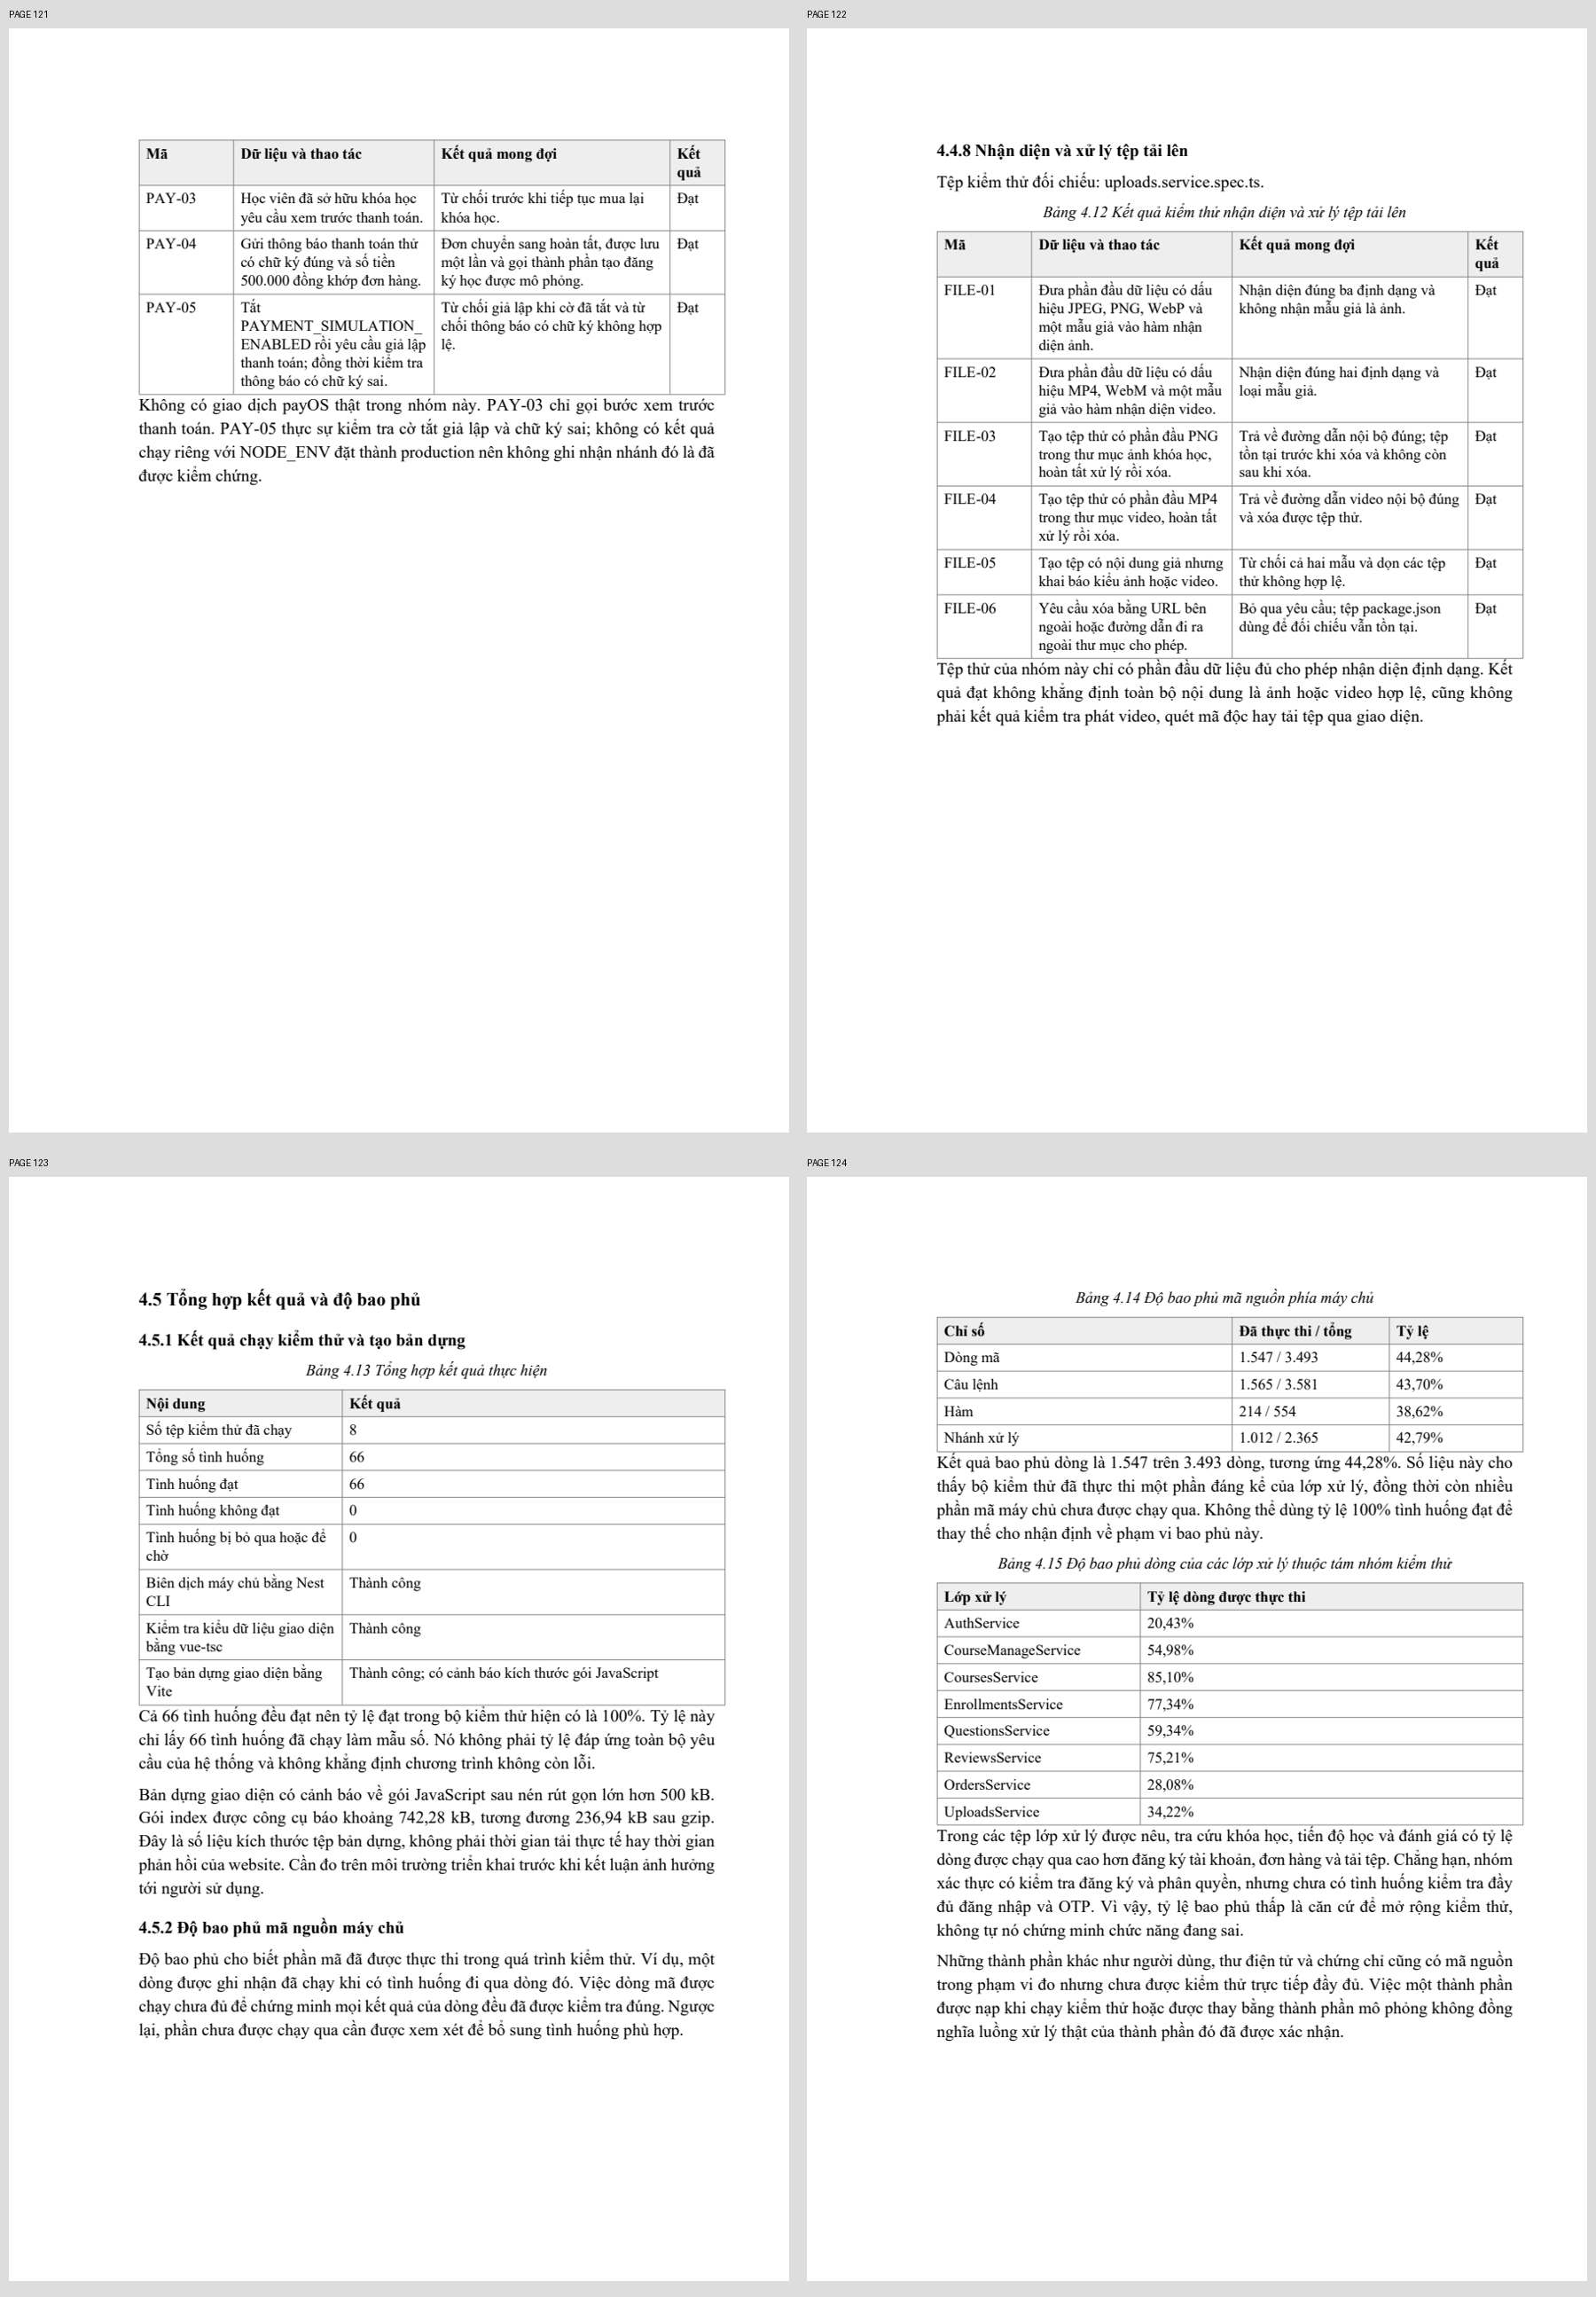 PAGE 121
Mã Dữ liệu và thao tác Kết quả mong đợi Kết
quả
PAY-03 Học viên đã sở hữu khóa học Từ chối trước khi tiếp tục mua lại Đạt
yêu cầu xem trước thanh toán. khóa học.
PAY-04 Gửi thông báo thanh toán thử Đơn chuyển sang hoàn tất, được lưu Đạt
có chữ ký đúng và số tiền một lần và gọi thành phần tạo đăng
500.000 đồng khớp đơn hàng. ký học được mô phỏng.
PAY-05 Tắt Từ chối giả lập khi cờ đã tắt và từ Đạt
PAYMENT_SIMULATION_ chối thông báo có chữ ký không hợp
ENABLED rồi yêu cầu giả lập lệ.
thanh toán; đồng thời kiểm tra
thông báo có chữ ký sai.
Không có giao dịch payOS thật trong nhóm này. PAY-03 chỉ gọi bước xem trước
thanh toán. PAY-05 thực sự kiểm tra cờ tắt giả lập và chữ ký sai; không có kết quả
chạy riêng với NODE_ENV đặt thành production nên không ghi nhận nhánh đó là đã
được kiểm chứng.
PAGE 122
4.4.8 Nhận diện và xử lý tệp tải lên
Tệp kiểm thử đối chiếu: uploads.service.spec.ts.
Bảng 4.12 Kết quả kiểm thử nhận diện và xử lý tệp tải lên
Mã Dữ liệu và thao tác Kết quả mong đợi Kết
quả
FILE-01 Đưa phần đầu dữ liệu có dấu Nhận diện đúng ba định dạng và Đạt
hiệu JPEG, PNG, WebP và không nhận mẫu giả là ảnh.
một mẫu giả vào hàm nhận
diện ảnh.
FILE-02 Đưa phần đầu dữ liệu có dấu Nhận diện đúng hai định dạng và Đạt
hiệu MP4, WebM và một mẫu loại mẫu giả.
giả vào hàm nhận diện video.
FILE-03 Tạo tệp thử có phần đầu PNG Trả về đường dẫn nội bộ đúng; tệp Đạt
trong thư mục ảnh khóa học, tồn tại trước khi xóa và không còn
hoàn tất xử lý rồi xóa. sau khi xóa.
FILE-04 Tạo tệp thử có phần đầu MP4 Trả về đường dẫn video nội bộ đúng Đạt
trong thư mục video, hoàn tất và xóa được tệp thử.
xử lý rồi xóa.
FILE-05 Tạo tệp có nội dung giả nhưng Từ chối cả hai mẫu và dọn các tệp Đạt
khai báo kiểu ảnh hoặc video. thử không hợp lệ.
FILE-06 Yêu cầu xóa bằng URL bên Bỏ qua yêu cầu; tệp package.json Đạt
ngoài hoặc đường dẫn đi ra dùng để đối chiếu vẫn tồn tại.
ngoài thư mục cho phép.
Tệp thử của nhóm này chỉ có phần đầu dữ liệu đủ cho phép nhận diện định dạng. Kết
quả đạt không khẳng định toàn bộ nội dung là ảnh hoặc video hợp lệ, cũng không
phải kết quả kiểm tra phát video, quét mã độc hay tải tệp qua giao diện.
PAGE 123
4.5 Tổng hợp kết quả và độ bao phủ
4.5.1 Kết quả chạy kiểm thử và tạo bản dựng
Bảng 4.13 Tổng hợp kết quả thực hiện
Nội dung Kết quả
Số tệp kiểm thử đã chạy 8
Tổng số tình huống 66
Tình huống đạt 66
Tình huống không đạt 0
Tình huống bị bỏ qua hoặc để 0
chờ
Biên dịch máy chủ bằng Nest Thành công
CLI
Kiểm tra kiểu dữ liệu giao diện Thành công
bằng vue-tsc
Tạo bản dựng giao diện bằng Thành công; có cảnh báo kích thước gói JavaScript
Vite
Cả 66 tình huống đều đạt nên tỷ lệ đạt trong bộ kiểm thử hiện có là 100%. Tỷ lệ này
chỉ lấy 66 tình huống đã chạy làm mẫu số. Nó không phải tỷ lệ đáp ứng toàn bộ yêu
cầu của hệ thống và không khẳng định chương trình không còn lỗi.
Bản dựng giao diện có cảnh báo về gói JavaScript sau nén rút gọn lớn hơn 500 kB.
Gói index được công cụ báo khoảng 742,28 kB, tương đương 236,94 kB sau gzip.
Đây là số liệu kích thước tệp bản dựng, không phải thời gian tải thực tế hay thời gian
phản hồi của website. Cần đo trên môi trường triển khai trước khi kết luận ảnh hưởng
tới người sử dụng.
4.5.2 Độ bao phủ mã nguồn máy chủ
Độ bao phủ cho biết phần mã đã được thực thi trong quá trình kiểm thử. Ví dụ, một
dòng được ghi nhận đã chạy khi có tình huống đi qua dòng đó. Việc dòng mã được
chạy chưa đủ để chứng minh mọi kết quả của dòng đều đã được kiểm tra đúng. Ngược
lại, phần chưa được chạy qua cần được xem xét để bổ sung tình huống phù hợp.
PAGE 124
Bảng 4.14 Độ bao phủ mã nguồn phía máy chủ
Chỉ số Đã thực thi / tổng Tỷ lệ
Dòng mã 1.547 / 3.493 44,28%
Câu lệnh 1.565 / 3.581 43,70%
Hàm 214 / 554 38,62%
Nhánh xử lý 1.012 / 2.365 42,79%
Kết quả bao phủ dòng là 1.547 trên 3.493 dòng, tương ứng 44,28%. Số liệu này cho
thấy bộ kiểm thử đã thực thi một phần đáng kể của lớp xử lý, đồng thời còn nhiều
phần mã máy chủ chưa được chạy qua. Không thể dùng tỷ lệ 100% tình huống đạt để
thay thế cho nhận định về phạm vi bao phủ này.
Bảng 4.15 Độ bao phủ dòng của các lớp xử lý thuộc tám nhóm kiểm thử
Lớp xử lý Tỷ lệ dòng được thực thi
AuthService 20,43%
CourseManageService 54,98%
CoursesService 85,10%
EnrollmentsService 77,34%
QuestionsService 59,34%
ReviewsService 75,21%
OrdersService 28,08%
UploadsService 34,22%
Trong các tệp lớp xử lý được nêu, tra cứu khóa học, tiến độ học và đánh giá có tỷ lệ
dòng được chạy qua cao hơn đăng ký tài khoản, đơn hàng và tải tệp. Chẳng hạn, nhóm
xác thực có kiểm tra đăng ký và phân quyền, nhưng chưa có tình huống kiểm tra đầy
đủ đăng nhập và OTP. Vì vậy, tỷ lệ bao phủ thấp là căn cứ để mở rộng kiểm thử,
không tự nó chứng minh chức năng đang sai.
Những thành phần khác như người dùng, thư điện tử và chứng chỉ cũng có mã nguồn
trong phạm vi đo nhưng chưa được kiểm thử trực tiếp đầy đủ. Việc một thành phần
được nạp khi chạy kiểm thử hoặc được thay bằng thành phần mô phỏng không đồng
nghĩa luồng xử lý thật của thành phần đó đã được xác nhận.